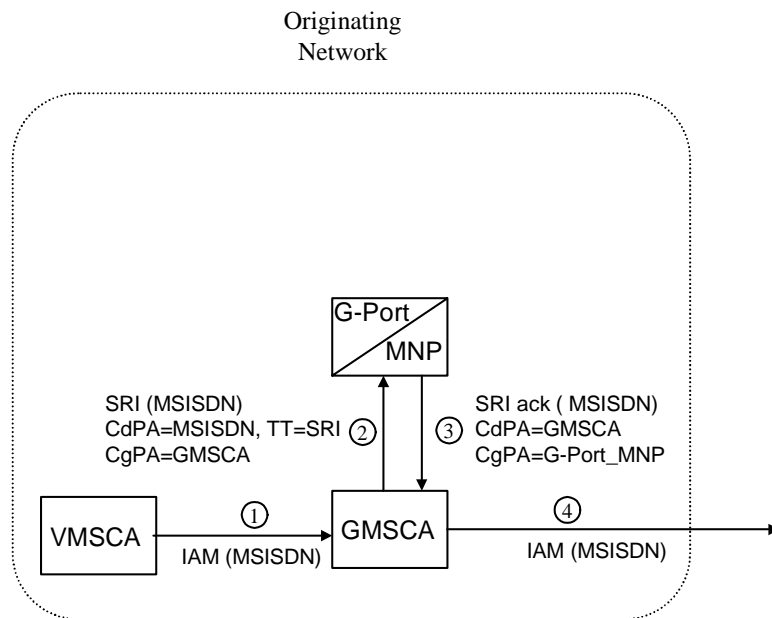 Originating
Network
G-Port
MNP
SRI (MSISDN)
CdPA=MSISDN, TT=SRI
CgPA=GMSCA
2
3
SRI ack ( MSISDN)
CdPA=GMSCA
CgPA=G-Port_MNP
VMSCA
1
IAM (MSISDN)
GMSCA
4
IAM (MSISDN)